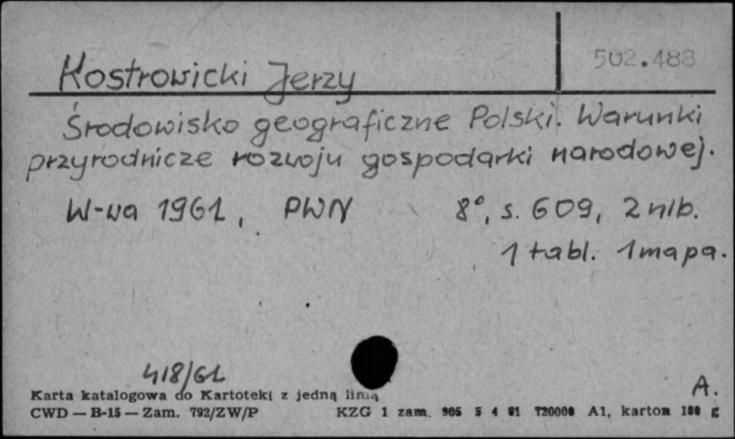 502.488
Kostrowicki Jerzy
Środowisko geograficzne Polski. Warunki
przyrodnicze rozwoju gospodarki narodowej.
W-wa 1961, PWN 8°, s. 609, 2 nlb.
1 tabl. 1 mapa.
418/61
A.
Karta katalogowa do Kartoteki z jedną linią
CWD — B-15 — Zam. 792/ZW/P KZG 1 zam. 905 5 4 61 T20000 A1, karton 180 g